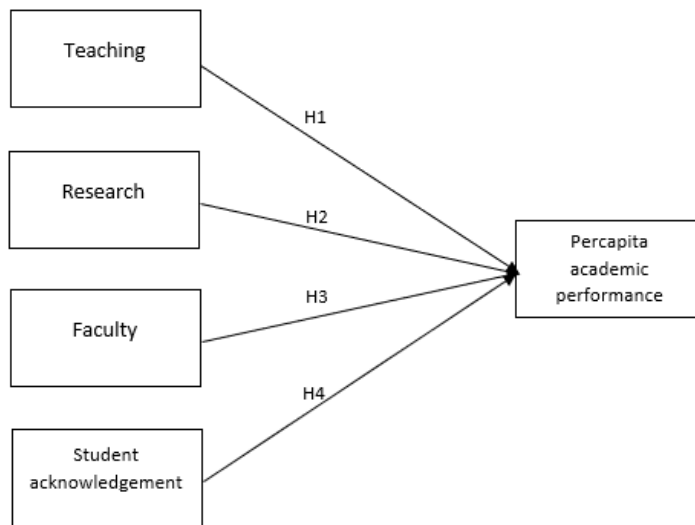 Teaching
H1
Research
H2
Percapita
academic
performance
Faculty
H3
H4
Student
acknowledgement